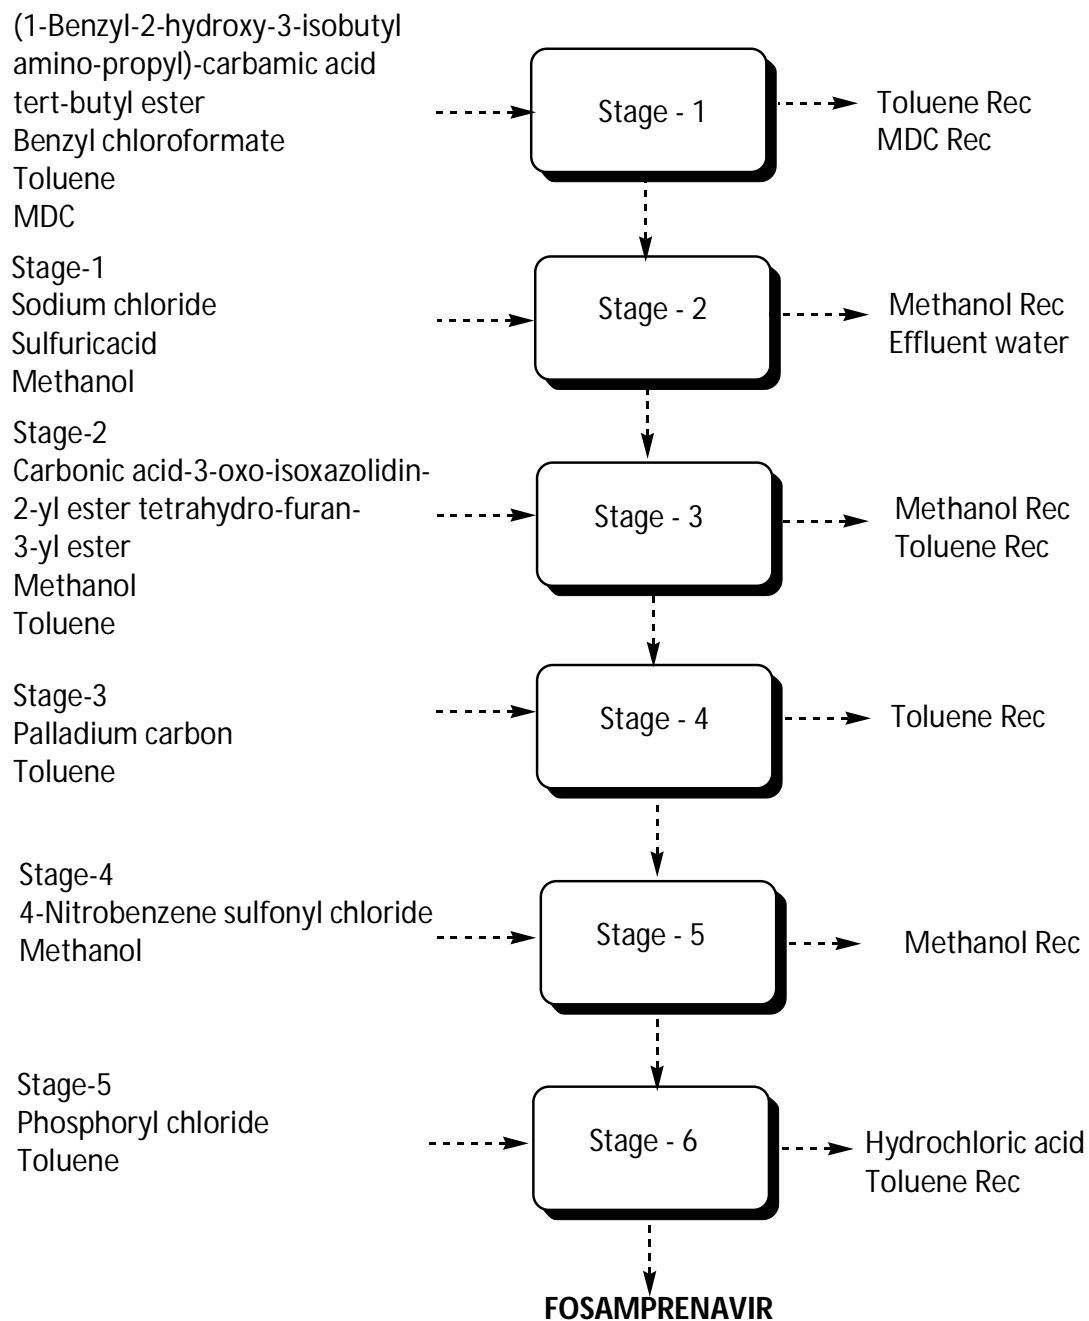 (1-Benzyl-2-hydroxy-3-isobutyl
amino-propyl)-carbamic acid
tert-butyl ester
Benzyl chloroformate
Toluene
MDC
Stage - 1
Toluene Rec
MDC Rec
Stage-1
Sodium chloride
Sulfuricacid
Methanol
Stage - 2
Methanol Rec
Effluent water
Stage-2
Carbonic acid-3-oxo-isoxazolidin-
2-yl ester tetrahydro-furan-
3-yl ester
Methanol
Toluene
Stage - 3
Methanol Rec
Toluene Rec
Stage-3
Palladium carbon
Toluene
Stage - 4
Toluene Rec
Stage-4
4-Nitrobenzene sulfonyl chloride
Methanol
Stage - 5
Methanol Rec
Stage-5
Phosphoryl chloride
Toluene
Stage - 6
Hydrochloric acid
Toluene Rec
FOSAMPRENAVIR